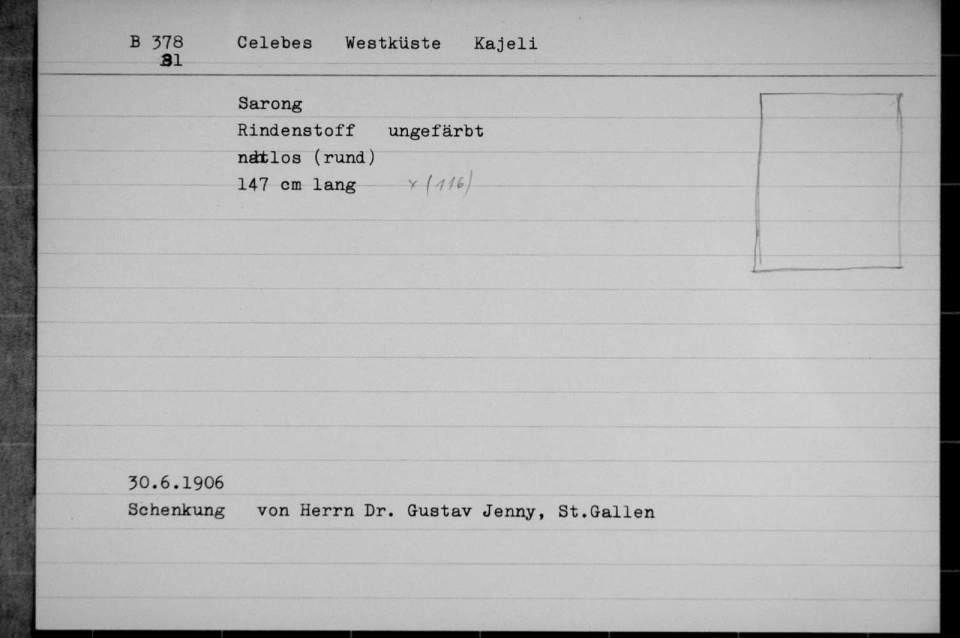 B 378 Celebes Westküste Kajeli
31
Sarong
Rindenstoff ungefärbt
nahtlos (rund)
147 cm lang x (116)
30.6.1906
Schenkung von Herrn Dr. Gustav Jenny, St.Gallen